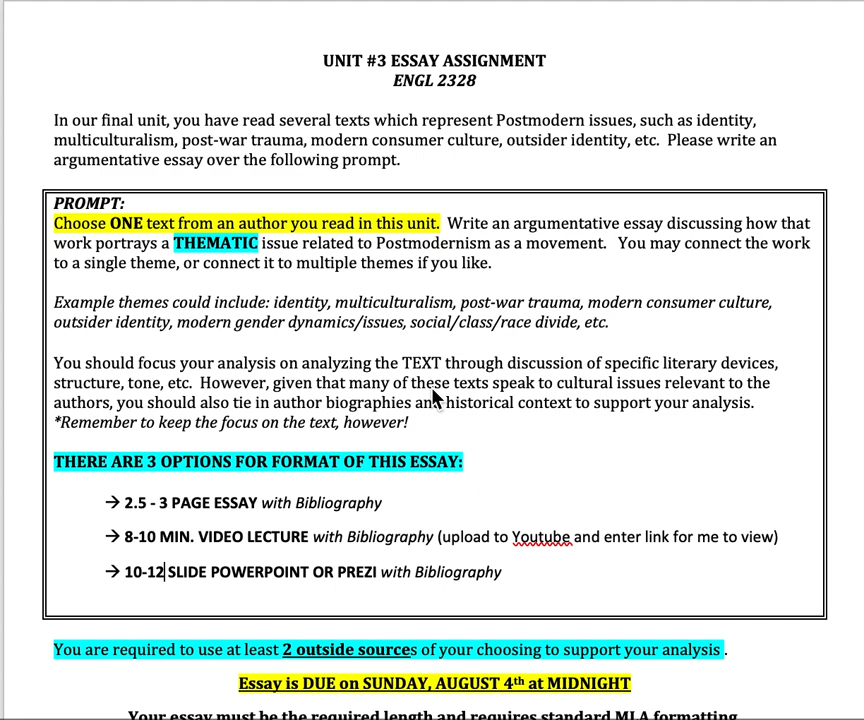 UNIT #3 ESSAY ASSIGNMENT
ENGL 2328
In our final unit, you have read several texts which represent Postmodern issues, such as identity,
multiculturalism, post-war trauma, modern consumer culture, outsider identity, etc. Please write an
argumentative essay over the following prompt.
PROMPT:
Choose ONE text from an author you read in this unit. Write an argumentative essay discussing how that
work portrays a THEMATIC issue related to Postmodernism as a movement. You may connect the work
to a single theme, or connect it to multiple themes if you like.
Example themes could include: identity, multiculturalism, post-war trauma, modern consumer culture,
outsider identity, modern gender dynamics/issues, social/class/race divide, etc.
You should focus your analysis on analyzing the TEXT through discussion of specific literary devices,
structure, tone, etc. However, given that many of these texts speak to cultural issues relevant to the
authors, you should also tie in author biographies and historical context to support your analysis.
*Remember to keep the focus on the text, however!
THERE ARE 3 OPTIONS FOR FORMAT OF THIS ESSAY:
→ 2.5 - 3 PAGE ESSAY with Bibliography
→ 8-10 MIN. VIDEO LECTURE with Bibliography (upload to Youtube and enter link for me to view)
→ 10-12 SLIDE POWERPOINT OR PREZI with Bibliography
You are required to use at least 2 outside sources of your choosing to support your analysis .
Essay is DUE on SUNDAY, AUGUST 4th at MIDNIGHT
Your essay must be the required length and requires standard MLA formatting